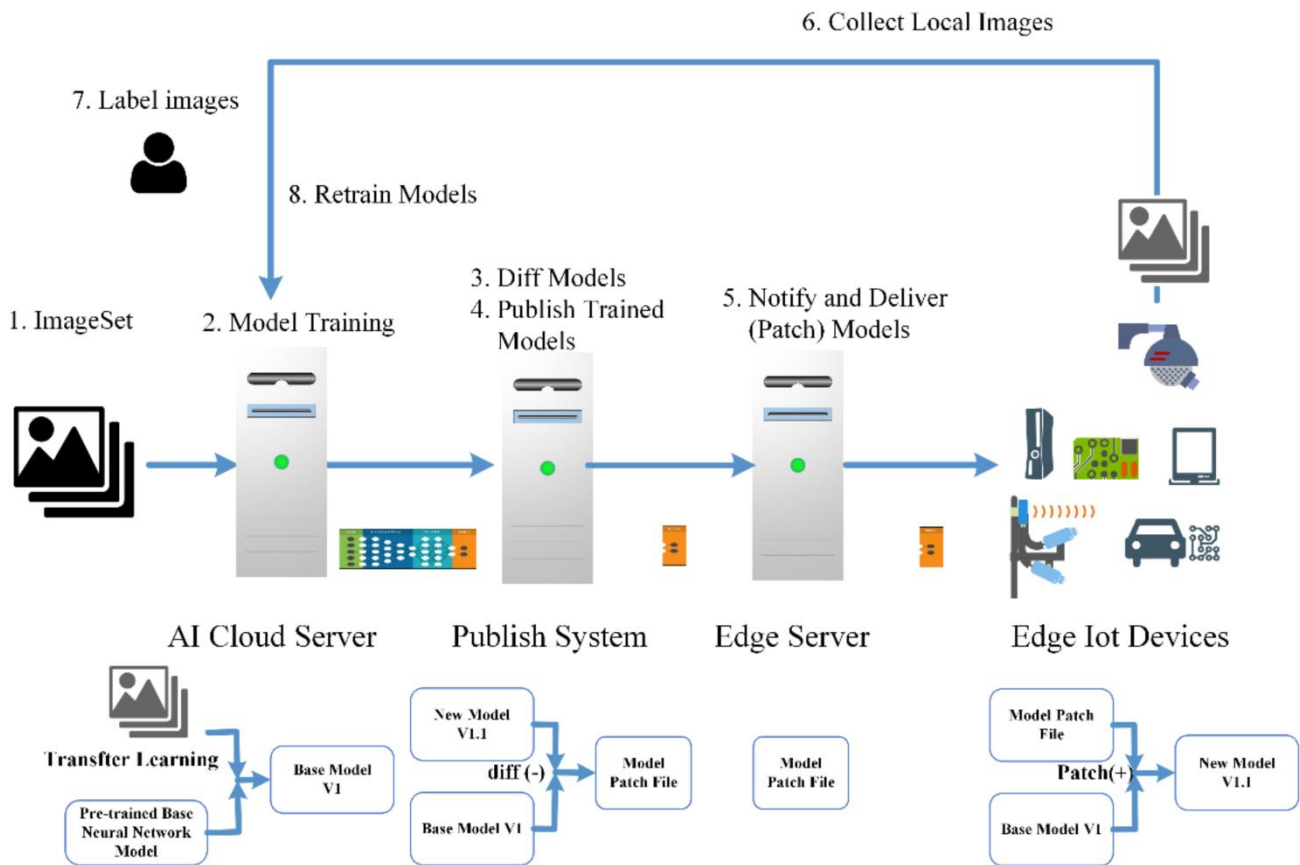 6. Collect Local Images
7. Label images
8. Retrain Models
1. ImageSet
2. Model Training
3. Diff Models
4. Publish Trained
Models
5. Notify and Deliver
(Patch) Models
AI Cloud Server
Publish System
Edge Server
Edge Iot Devices
Transfter Learning
Pre-trained Base
Neural Network
Model
Base Model
V1
New Model
V1.1
diff (-)
Base Model V1
Model
Patch File
Model
Patch File
Model Patch
File
Patch(+)
Base Model V1
New Model
V1.1